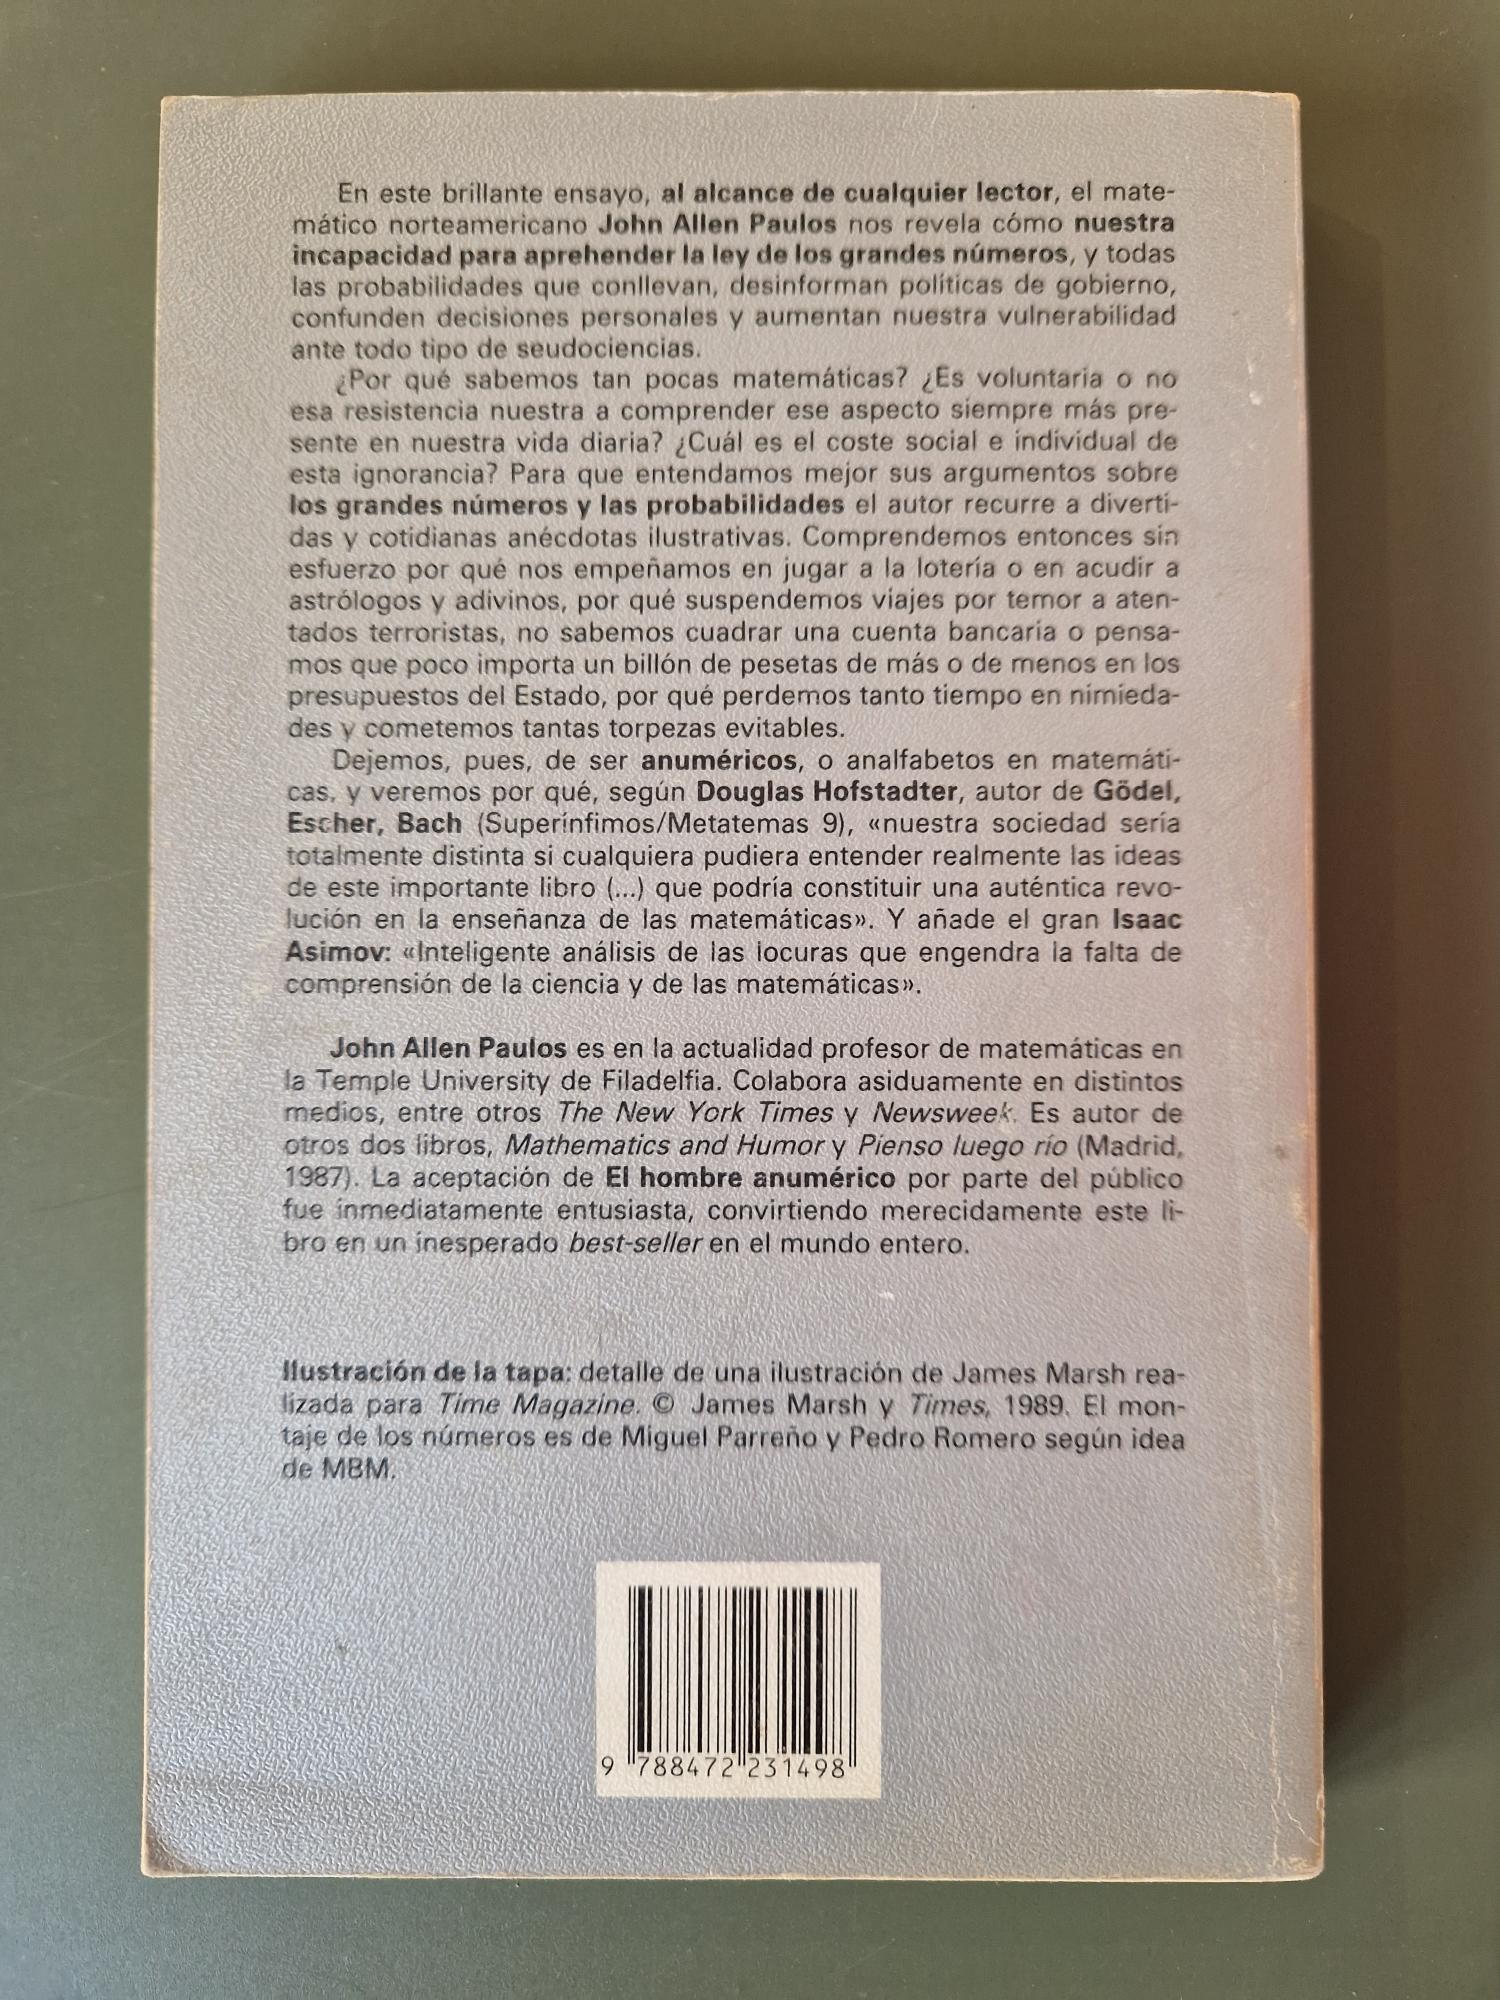 En este brillante ensayo, al alcance de cualquier lector, el mate-
mático norteamericano John Allen Paulos nos revela cómo nuestra
incapacidad para aprehender la ley de los grandes números, y todas
las probabilidades que conllevan, desinforman políticas de gobierno,
confunden decisiones personales y aumentan nuestra vulnerabilidad
ante todo tipo de seudociencias.
¿Por qué sabemos tan pocas matemáticas? ¿Es voluntaria o no
esa resistencia nuestra a comprender ese aspecto siempre más pre-
sente en nuestra vida diaria? ¿Cuál es el coste social e individual de
esta ignorancia? Para que entendamos mejor sus argumentos sobre
los grandes números y las probabilidades el autor recurre a diverti-
das y cotidianas anécdotas ilustrativas. Comprendemos entonces sin
esfuerzo por qué nos empeñamos en jugar a la lotería o en acudir a
astrólogos y adivinos, por qué suspendemos viajes por temor a aten-
tados terroristas, no sabemos cuadrar una cuenta bancaria o pensa-
mos que poco importa un billón de pesetas de más o de menos en los
presupuestos del Estado, por qué perdemos tanto tiempo en nimieda-
des y cometemos tantas torpezas evitables.
Dejemos, pues, de ser anuméricos, o analfabetos en matemáti-
cas, y veremos por qué, según Douglas Hofstadter, autor de Gödel,
Escher, Bach (Superínfimos/Metatemas 9), «nuestra sociedad sería
totalmente distinta si cualquiera pudiera entender realmente las ideas
de este importante libro (...) que podría constituir una auténtica revo-
lución en la enseñanza de las matemáticas». Y añade el gran Isaac
Asimov: «Inteligente análisis de las locuras que engendra la falta de
comprensión de la ciencia y de las matemáticas».
John Allen Paulos es en la actualidad profesor de matemáticas en
la Temple University de Filadelfia. Colabora asiduamente en distintos
medios, entre otros The New York Times y Newsweek. Es autor de
otros dos libros, Mathematics and Humor y Pienso luego río (Madrid,
1987). La aceptación de El hombre anumérico por parte del público
fue inmediatamente entusiasta, convirtiendo merecidamente este li-
bro en un inesperado best-seller en el mundo entero.
Ilustración de la tapa: detalle de una ilustración de James Marsh rea-
lizada para Time Magazine. © James Marsh y Times, 1989. El mon-
taje de los números es de Miguel Parreño y Pedro Romero según idea
de MBM.
9 788472 231498